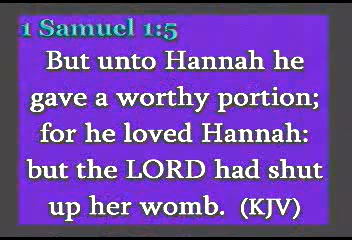 1 Samuel 1:5
But unto Hannah he
gave a worthy portion;
for he loved Hannah:
but the LORD had shut
up her womb. (KJV)